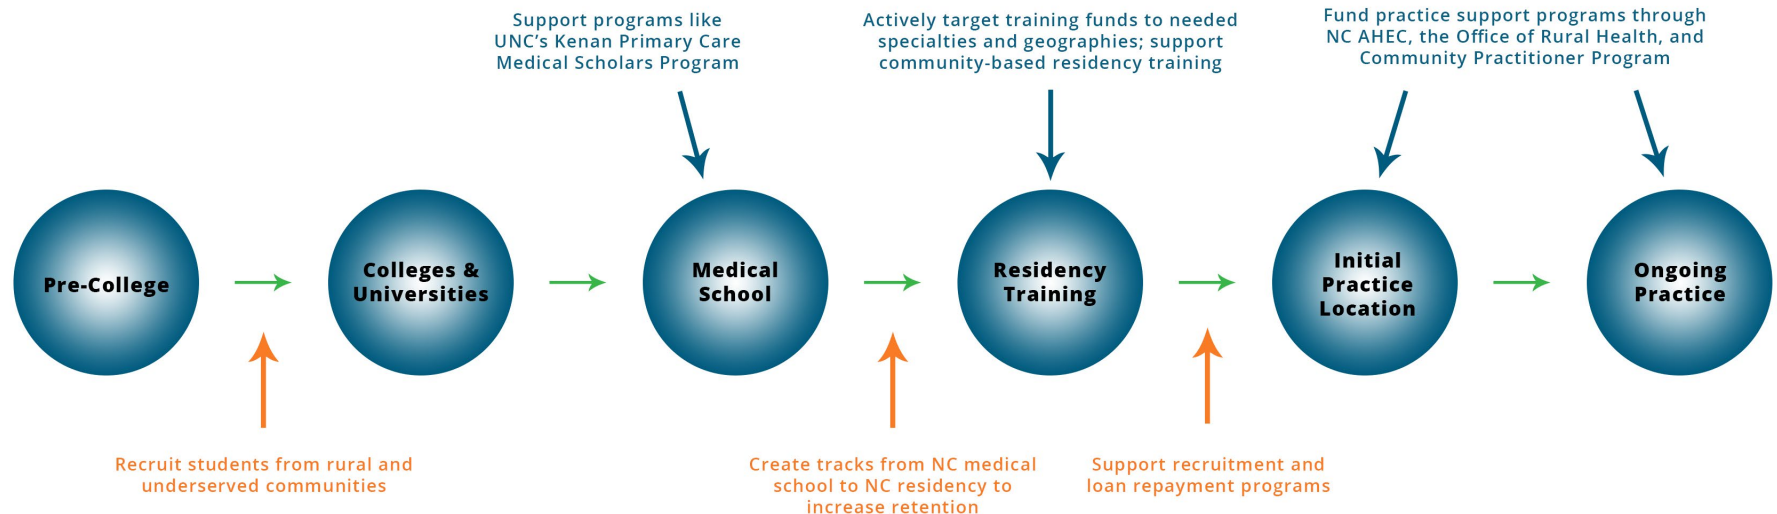 Support programs like
UNC’s Kenan Primary Care
Medical Scholars Program
Actively target training funds to needed
specialties and geographies; support
community-based residency training
Fund practice support programs through
NC AHEC, the Office of Rural Health, and
Community Practitioner Program
Pre-College
Colleges &
Universities
Medical
School
Residency
Training
Initial
Practice
Location
Ongoing
Practice
Recruit students from rural and
underserved communities
Create tracks from NC medical
school to NC residency to
increase retention
Support recruitment and
loan repayment programs